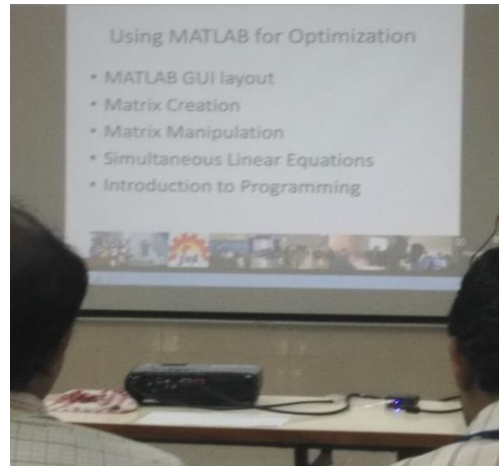 Using MATLAB for Optimization
• MATLAB GUI layout
• Matrix Creation
• Matrix Manipulation
• Simultaneous Linear Equations
• Introduction to Programming